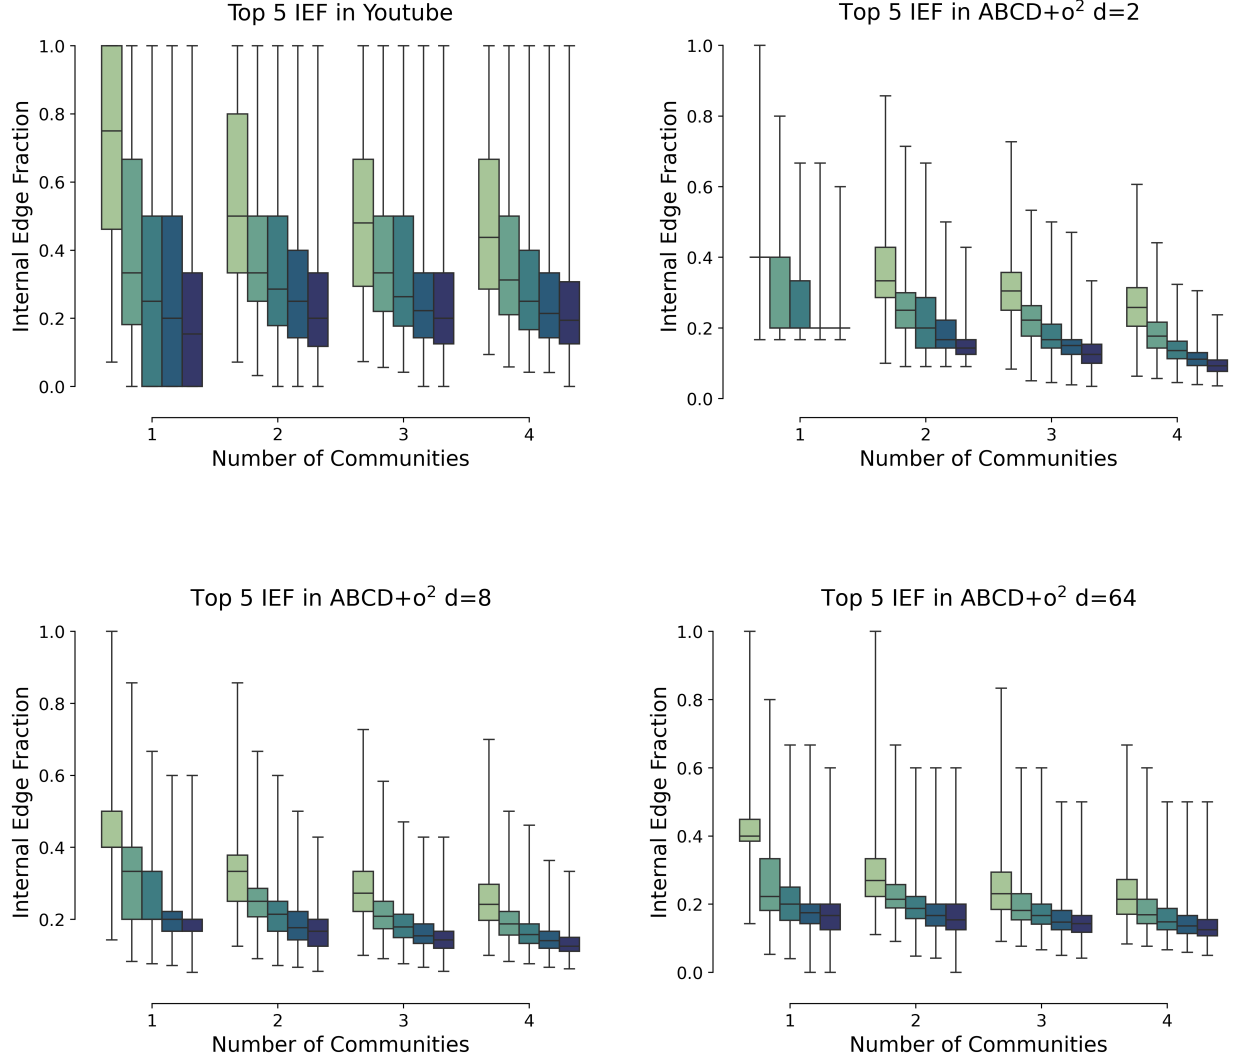 Top 5 IEF in Youtube
Internal Edge Fraction
1.0
0.8
0.6
0.4
0.2
0.0
1 2 3 4
Number of Communities
Top 5 IEF in ABCD+o² d=2
Internal Edge Fraction
1.0
0.8
0.6
0.4
0.2
0.0
1 2 3 4
Number of Communities
Top 5 IEF in ABCD+o² d=8
Internal Edge Fraction
1.0
0.8
0.6
0.4
0.2
1 2 3 4
Number of Communities
Top 5 IEF in ABCD+o² d=64
Internal Edge Fraction
1.0
0.8
0.6
0.4
0.2
0.0
1 2 3 4
Number of Communities